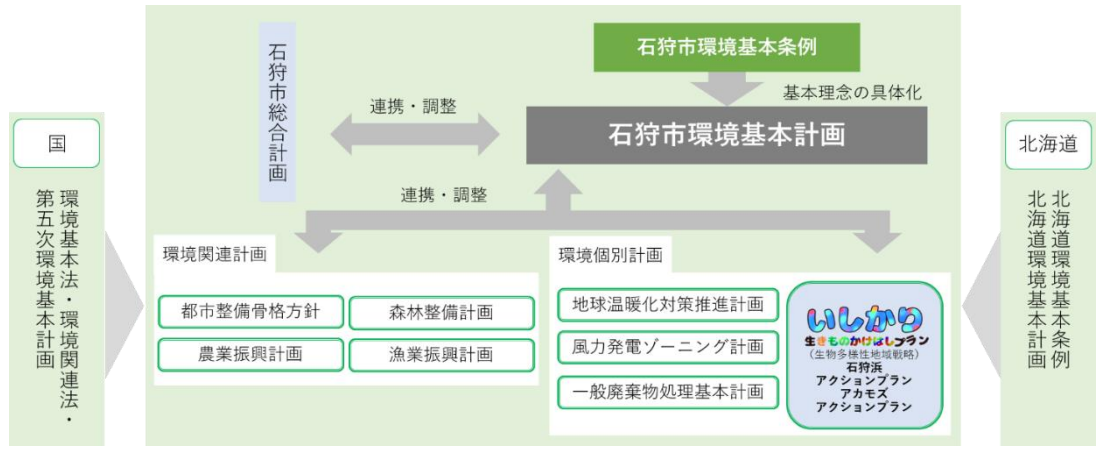 国
環境基本法・環境関連法・
第五次環境基本計画
石狩市総合計画
石狩市環境基本条例
基本理念の具体化
連携・調整
石狩市環境基本計画
連携・調整
環境関連計画
都市整備骨格方針
森林整備計画
農業振興計画
漁業振興計画
環境個別計画
地球温暖化対策推進計画
風力発電ゾーニング計画
一般廃棄物処理基本計画
いしかり
生きものかけはしプラン
(生物多様性地域戦略)
石狩浜
アクションプラン
アカモズ
アクションプラン
北海道
北海道環境基本条例
北海道環境基本計画